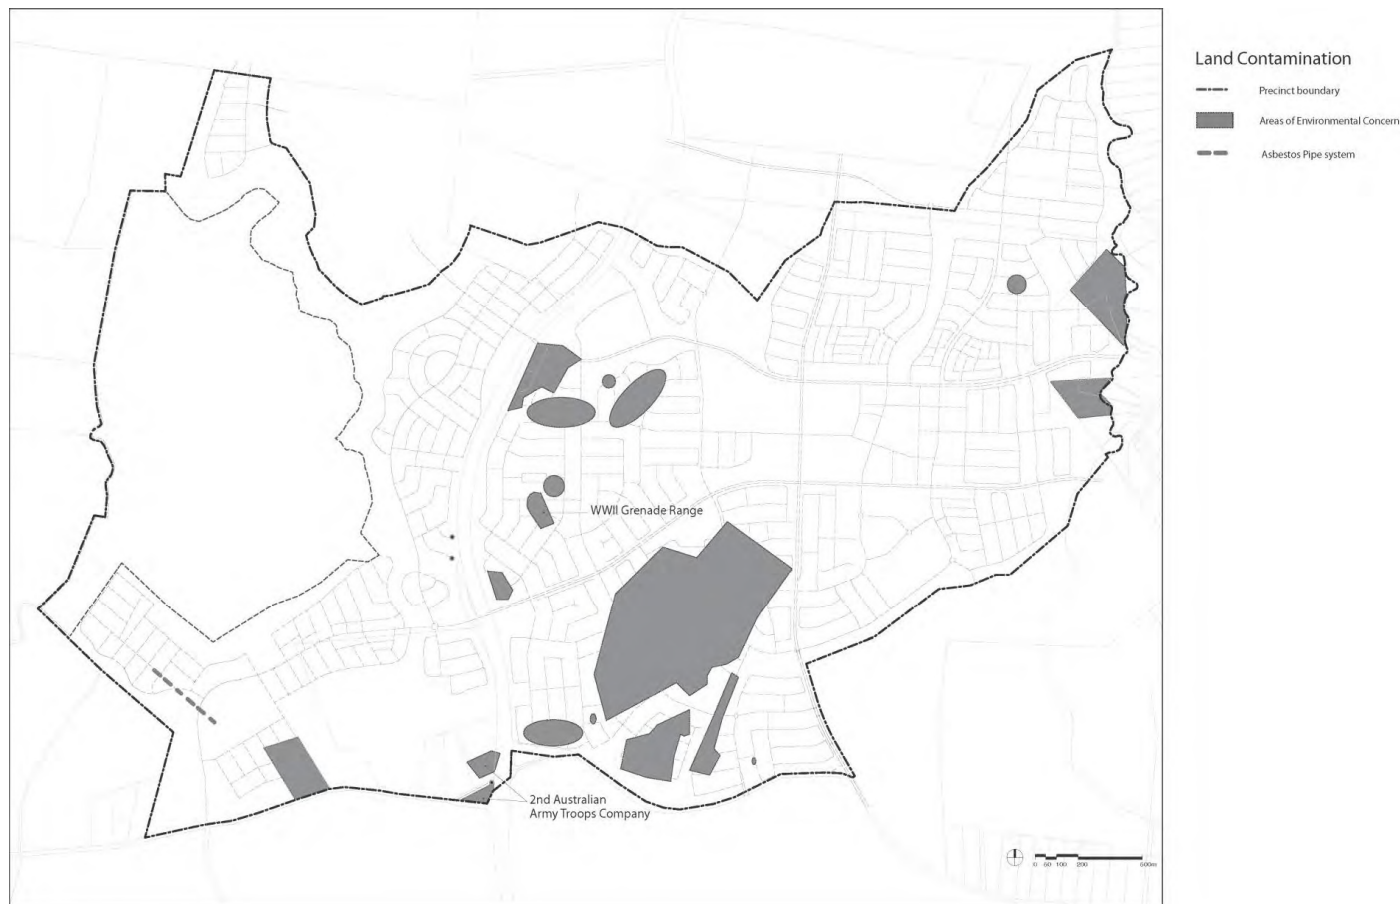 Land Contamination
Precinct boundary
Areas of Environmental Concern
Asbestos Pipe system
WWII Grenade Range
2nd Australian
Army Troops Company
0 50 100 200 500m